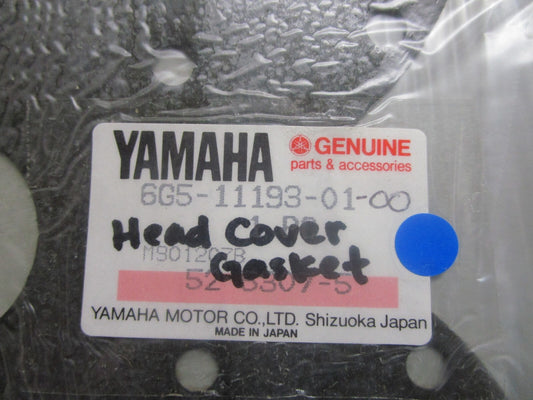 YAMAHA
GENUINE
parts & accessories
6G5-11193-01-00
Head Cover
Gasket
YAMAHA MOTOR CO.,LTD. Shizuoka Japan
MADE IN JAPAN